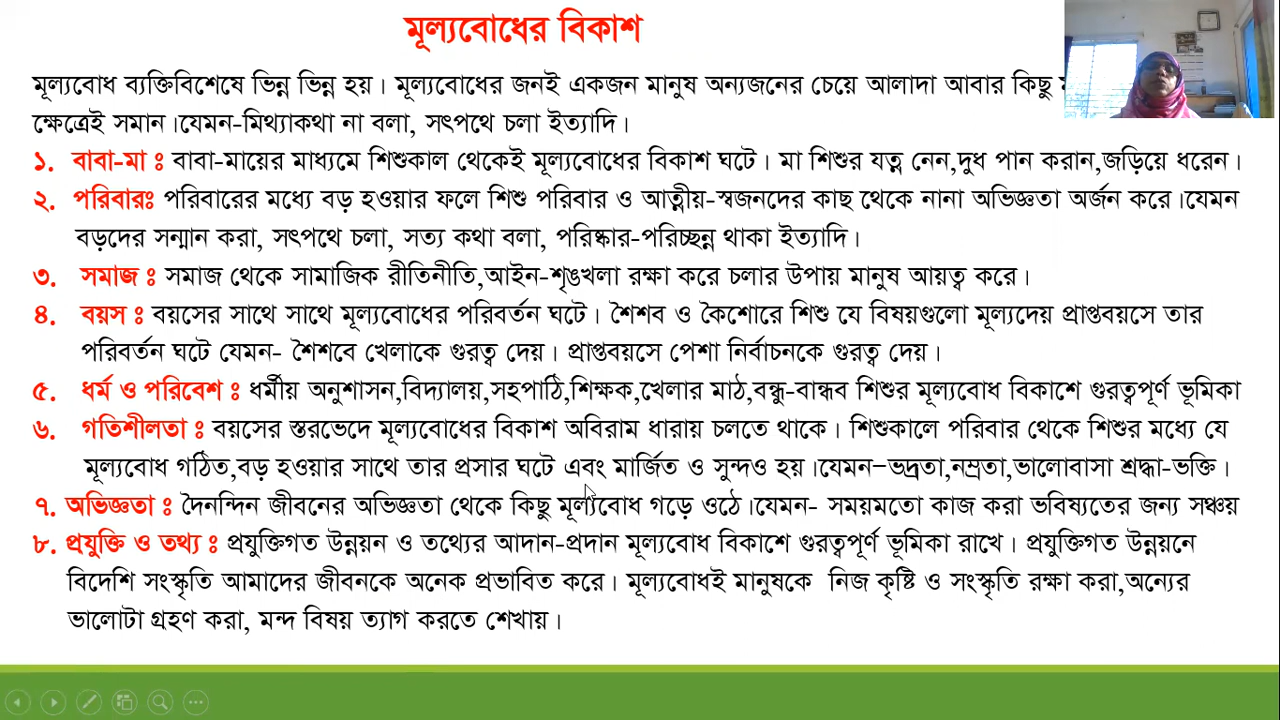 মূল্যবোধের বিকাশ
মূল্যবোধ ব্যক্তিবিশেষে ভিন্ন ভিন্ন হয়। মূল্যবোধের জনই একজন মানুষ অন্যজনের চেয়ে আলাদা আবার কিছু
ক্ষেত্রেই সমান।যেমন-মিথ্যাকথা না বলা, সৎপথে চলা ইত্যাদি।
১. বাবা-মা : বাবা-মায়ের মাধ্যমে শিশুকাল থেকেই মূল্যবোধের বিকাশ ঘটে। মা শিশুর যত্ন নেন,দুধ পান করান,জড়িয়ে ধরেন।
২. পরিবারঃ পরিবারের মধ্যে বড় হওয়ার ফলে শিশু পরিবার ও আত্নীয়-স্বজনদের কাছ থেকে নানা অভিজ্ঞতা অর্জন করে।যেমন
বড়দের সন্মান করা, সৎপথে চলা, সত্য কথা বলা, পরিষ্কার-পরিচ্ছন্ন থাকা ইত্যাদি।
৩. সমাজ : সমাজ থেকে সামাজিক রীতিনীতি,আইন-শৃঙখলা রক্ষা করে চলার উপায় মানুষ আয়ত্ব করে।
৪. বয়স : বয়সের সাথে সাথে মূল্যবোধের পরিবর্তন ঘটে। শৈশব ও কৈশোরে শিশু যে বিষয়গুলো মূল্যদেয় প্রাপ্তবয়সে তার
পরিবর্তন ঘটে যেমন- শৈশবে খেলাকে গুরত্ব দেয়। প্রাপ্তবয়সে পেশা নির্বাচনকে গুরত্ব দেয়।
৫. ধর্ম ও পরিবেশ : ধর্মীয় অনুশাসন,বিদ্যালয়,সহপাঠি,শিক্ষক,খেলার মাঠ,বন্ধু-বান্ধব শিশুর মূল্যবোধ বিকাশে গুরত্বপূর্ণ ভূমিকা
৬. গতিশীলতা : বয়সের স্তরভেদে মূল্যবোধের বিকাশ অবিরাম ধারায় চলতে থাকে। শিশুকালে পরিবার থেকে শিশুর মধ্যে যে
মূল্যবোধ গঠিত,বড় হওয়ার সাথে তার প্রসার ঘটে এবং মার্জিত ও সুন্দও হয়।যেমন–ভদ্রতা,নম্রতা,ভালোবাসা শ্রদ্ধা-ভক্তি।
৭. অভিজ্ঞতা : দৈনন্দিন জীবনের অভিজ্ঞতা থেকে কিছু মূল্যবোধ গড়ে ওঠে।যেমন- সময়মতো কাজ করা ভবিষ্যতের জন্য সঞ্চয়
৮. প্রযুক্তি ও তথ্য : প্রযুক্তিগত উন্নয়ন ও তথ্যের আদান-প্রদান মূল্যবোধ বিকাশে গুরত্বপূর্ণ ভূমিকা রাখে। প্রযুক্তিগত উন্নয়নে
বিদেশি সংস্কৃতি আমাদের জীবনকে অনেক প্রভাবিত করে। মূল্যবোধই মানুষকে নিজ কৃষ্টি ও সংস্কৃতি রক্ষা করা,অন্যের
ভালোটা গ্রহণ করা, মন্দ বিষয় ত্যাগ করতে শেখায়।